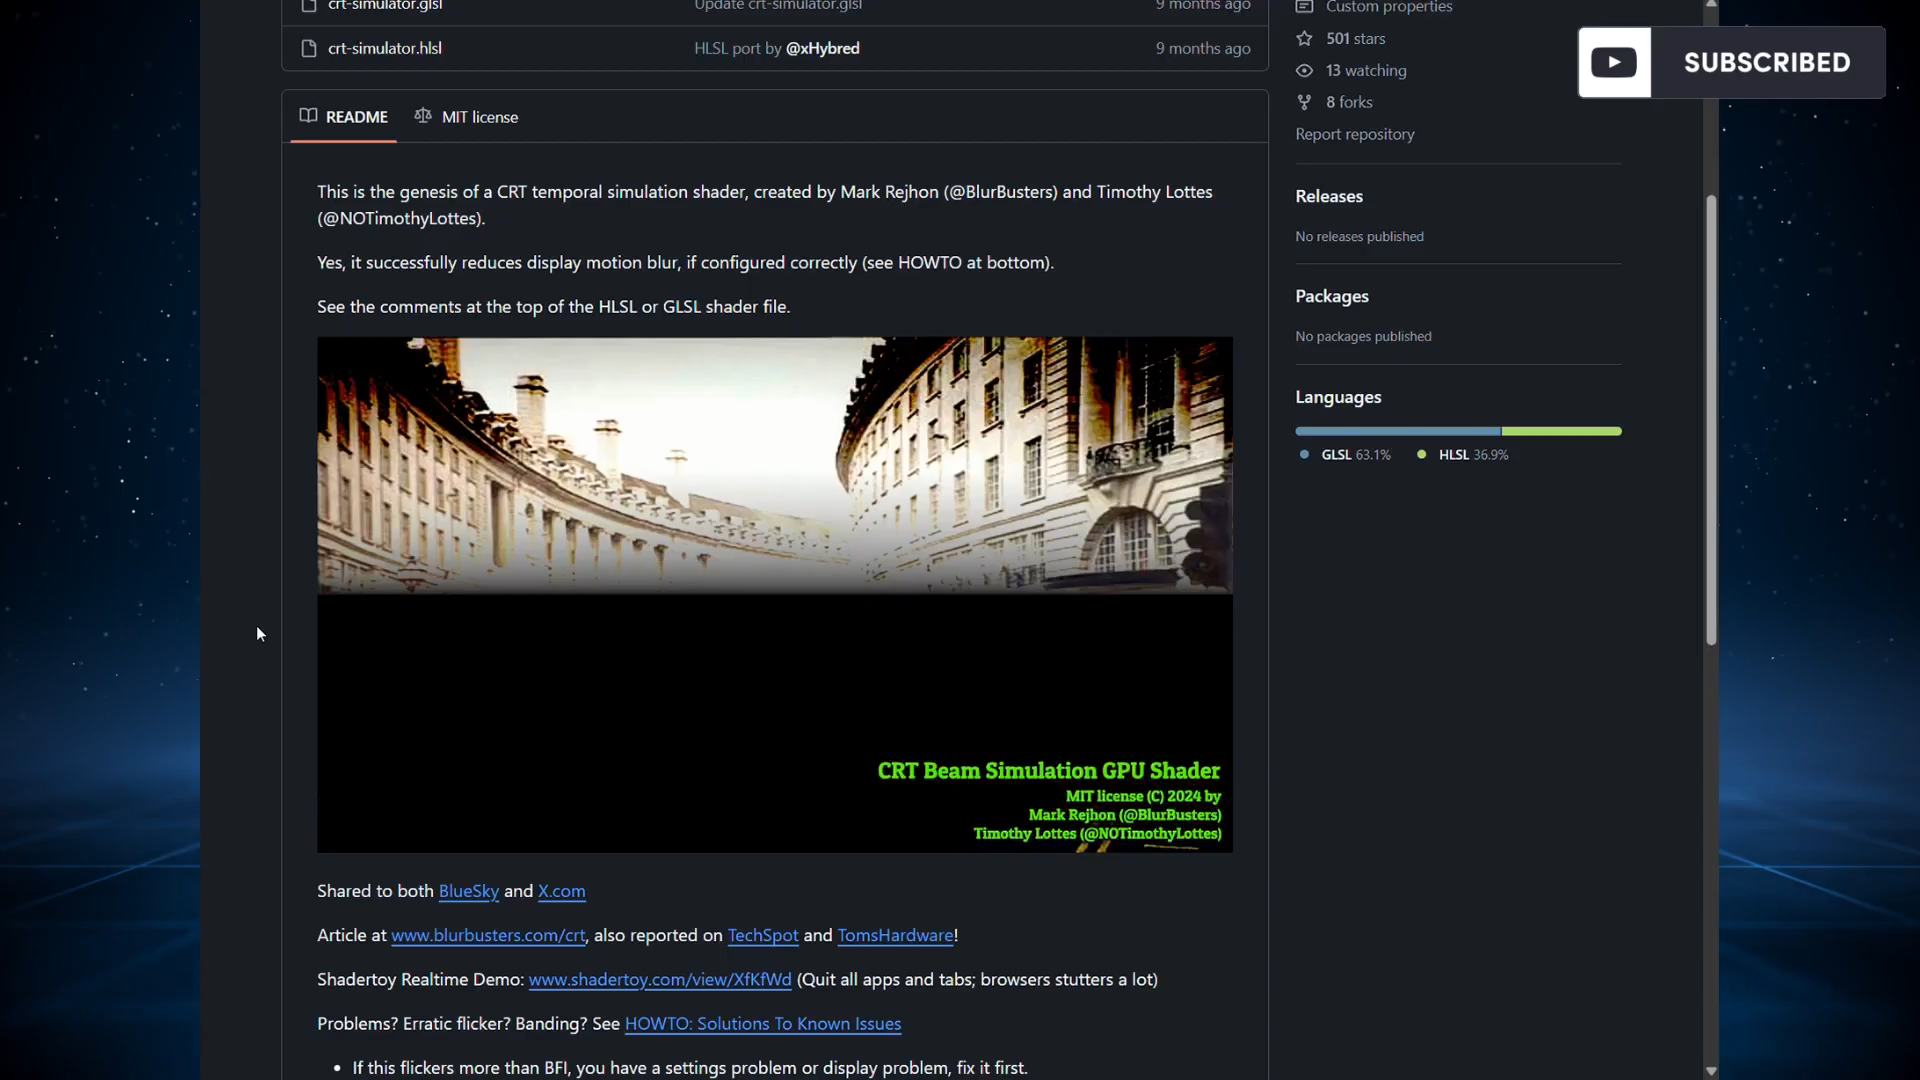 crt-simulator.glsl Update crt-simulator.glsl 9 months ago
crt-simulator.hlsl HLSL port by @xHybred 9 months ago
Custom properties
501 stars
13 watching
8 forks
Report repository
SUBSCRIBED
README MIT license
This is the genesis of a CRT temporal simulation shader, created by Mark Rejhon (@BlurBusters) and Timothy Lottes
(@NOTimothyLottes).
Yes, it successfully reduces display motion blur, if configured correctly (see HOWTO at bottom).
See the comments at the top of the HLSL or GLSL shader file.
CRT Beam Simulation GPU Shader
MIT license (C) 2024 by
Mark Rejhon (@BlurBusters)
Timothy Lottes (@NOTimothyLottes)
Shared to both BlueSky and X.com
Article at www.blurbusters.com/crt, also reported on TechSpot and TomsHardware!
Shadertoy Realtime Demo: www.shadertoy.com/view/XfKfWd (Quit all apps and tabs; browsers stutters a lot)
Problems? Erratic flicker? Banding? See HOWTO: Solutions To Known Issues
• If this flickers more than BFI, you have a settings problem or display problem, fix it first.
Releases
No releases published
Packages
No packages published
Languages
GLSL 63.1% HLSL 36.9%